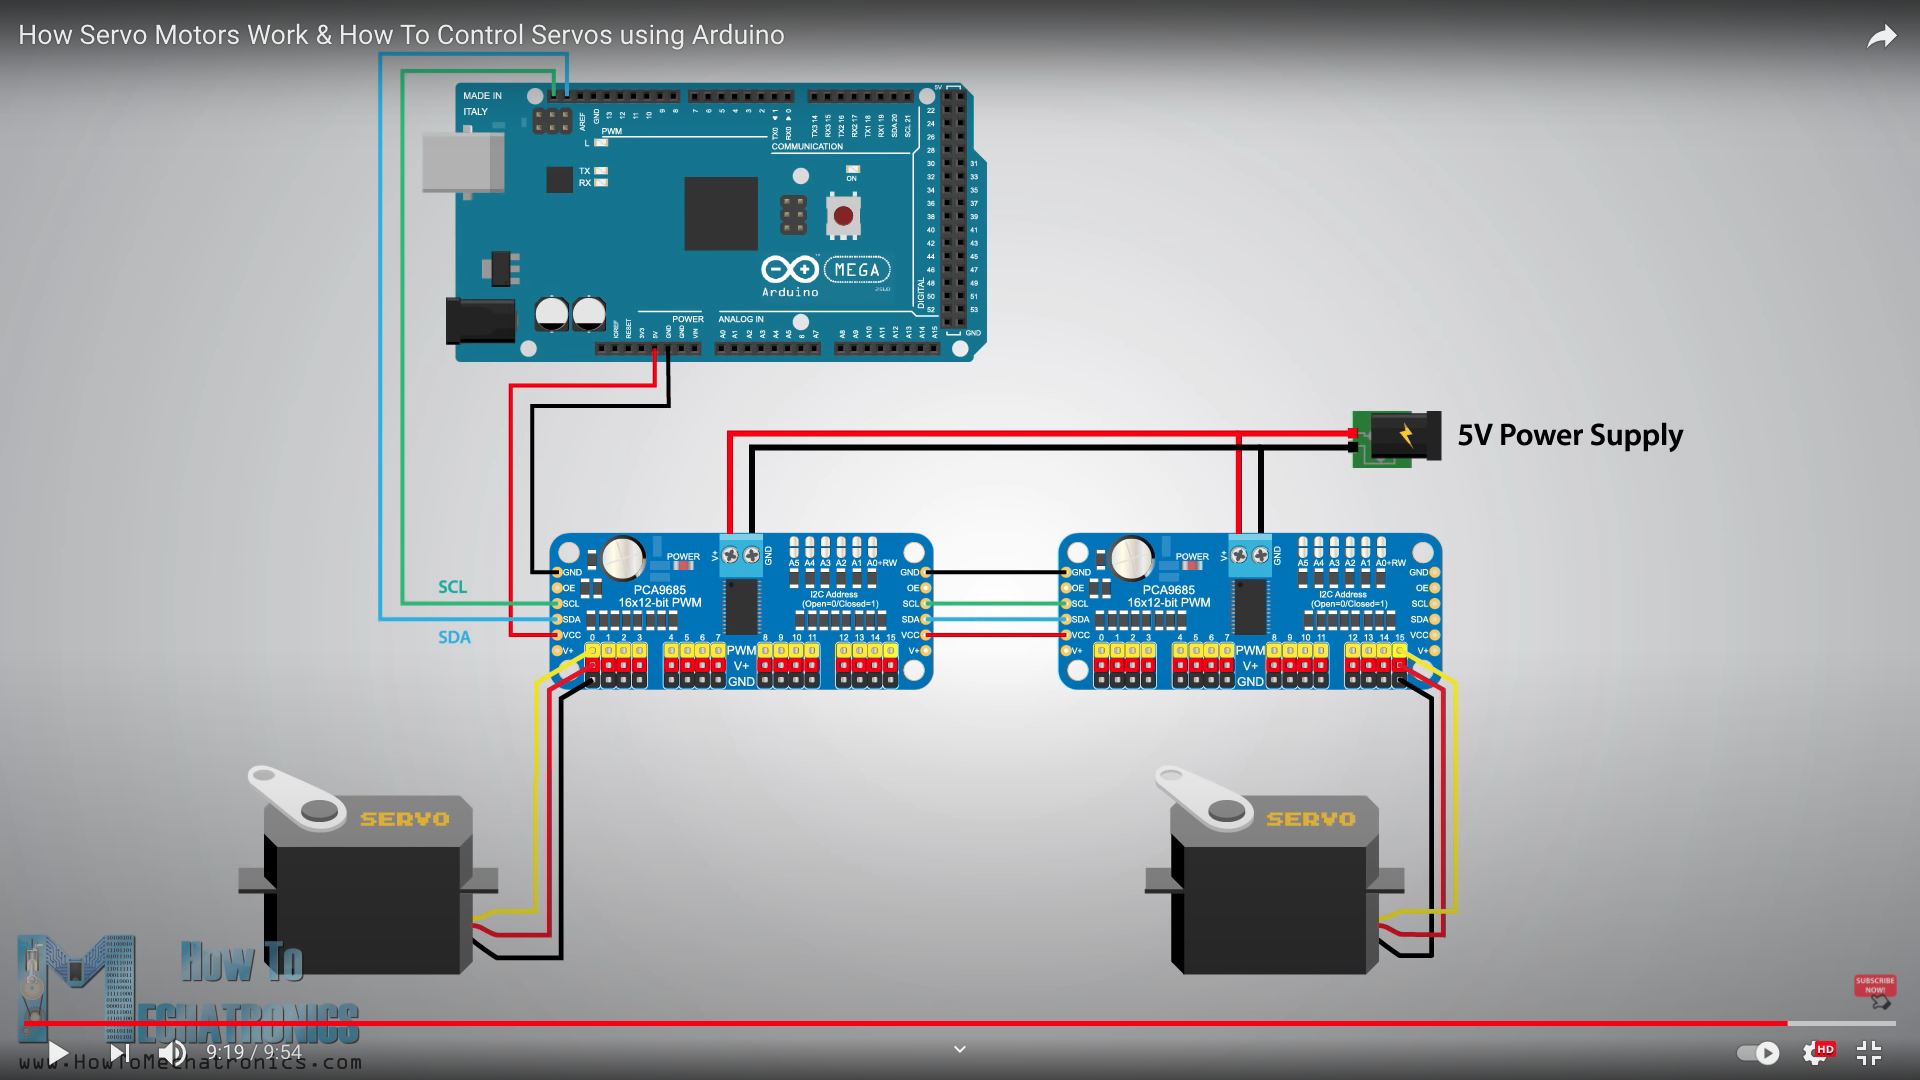 How Servo Motors Work & How To Control Servos using Arduino
MADE IN
ITALY
AREF
GND
13
12
11
10
9
8
7
6
5
4
3
2
TX0 ◄ 1
RX0 ► 0
TX3 14
RX3 15
TX2 16
RX2 17
TX1 18
RX1 19
SDA 20
SCL 21
5V
PWM
L
COMMUNICATION
TX
RX
ON
22
24
26
28
30 31
32 33
34 35
36 37
38 39
40 41
42 43
44 45
46 47
48 49
50 51
52 53
DIGITAL
GND
MEGA
Arduino
POWER
ANALOG IN
IOREF
RESET
3V3
5V
GND
GND
VIN
A0
A1
A2
A3
A4
A5
6
A7
A8
A9
A10
A11
A12
A13
A14
A15
5V Power Supply
SCL
SDA
GND
OE
SCL
SDA
VCC
V+
POWER
V+
GND
A5 A4 A3 A2 A1 A0+RW
PCA9685
16x12-bit PWM
I2C Address
(Open=0/Closed=1)
0 1 2 3 4 5 6 7 8 9 10 11 12 13 14 15
PWM
V+
GND
GND
OE
SCL
SDA
VCC
V+
GND
OE
SCL
SDA
VCC
V+
POWER
V+
GND
A5 A4 A3 A2 A1 A0+RW
PCA9685
16x12-bit PWM
I2C Address
(Open=0/Closed=1)
0 1 2 3 4 5 6 7 8 9 10 11 12 13 14 15
PWM
V+
GND
GND
OE
SCL
SDA
VCC
V+
SERVO
SERVO
How To
MECHATRONICS
www.HowToMechatronics.com
SUBSCRIBE
NOW!
9:19 / 9:54
HD